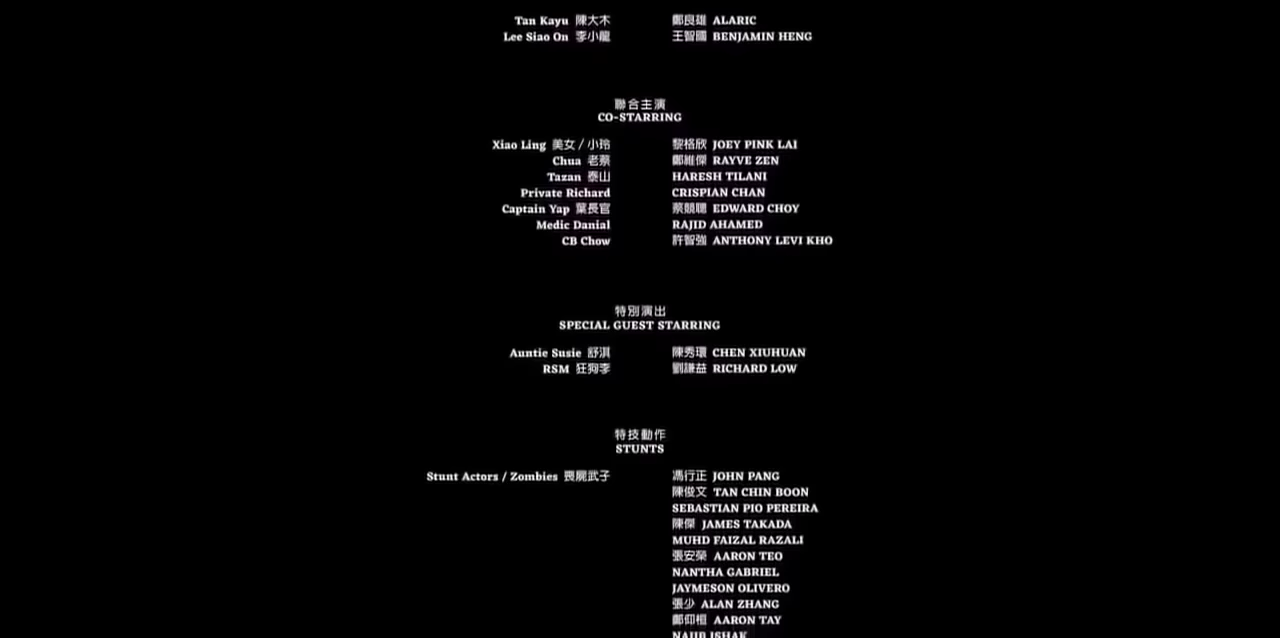 Tan Kayu 陳大木 鄭良雄 ALARIC
Lee Siao On 李小龍 王智國 BENJAMIN HENG
聯合主演
CO-STARRING
Xiao Ling 美女 / 小玲 黎格欣 JOEY PINK LAI
Chua 老蔡 鄭維傑 RAYVE ZEN
Tazan 泰山 HARESH TILANI
Private Richard CRISPIAN CHAN
Captain Yap 葉長官 蔡競聰 EDWARD CHOY
Medic Danial RAJID AHAMED
CB Chow 許智強 ANTHONY LEVI KHO
特別演出
SPECIAL GUEST STARRING
Auntie Susie 舒淇 陳秀環 CHEN XIUHUAN
RSM 狂狗李 劉謙益 RICHARD LOW
特技動作
STUNTS
Stunt Actors / Zombies 喪屍武子 馮行正 JOHN PANG
陳俊文 TAN CHIN BOON
SEBASTIAN PIO PEREIRA
陳傑 JAMES TAKADA
MUHD FAIZAL RAZALI
張安榮 AARON TEO
NANTHA GABRIEL
JAYMESON OLIVERO
張少 ALAN ZHANG
鄭仰恒 AARON TAY
NAJIB ISHAK